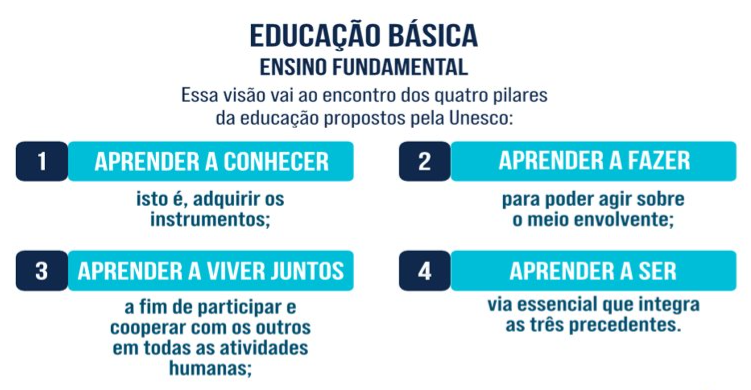 EDUCAÇÃO BÁSICA
ENSINO FUNDAMENTAL
Essa visão vai ao encontro dos quatro pilares
da educação propostos pela Unesco:
1 APRENDER A CONHECER
isto é, adquirir os
instrumentos;
2 APRENDER A FAZER
para poder agir sobre
o meio envolvente;
3 APRENDER A VIVER JUNTOS
a fim de participar e
cooperar com os outros
em todas as atividades
humanas;
4 APRENDER A SER
via essencial que integra
as três precedentes.